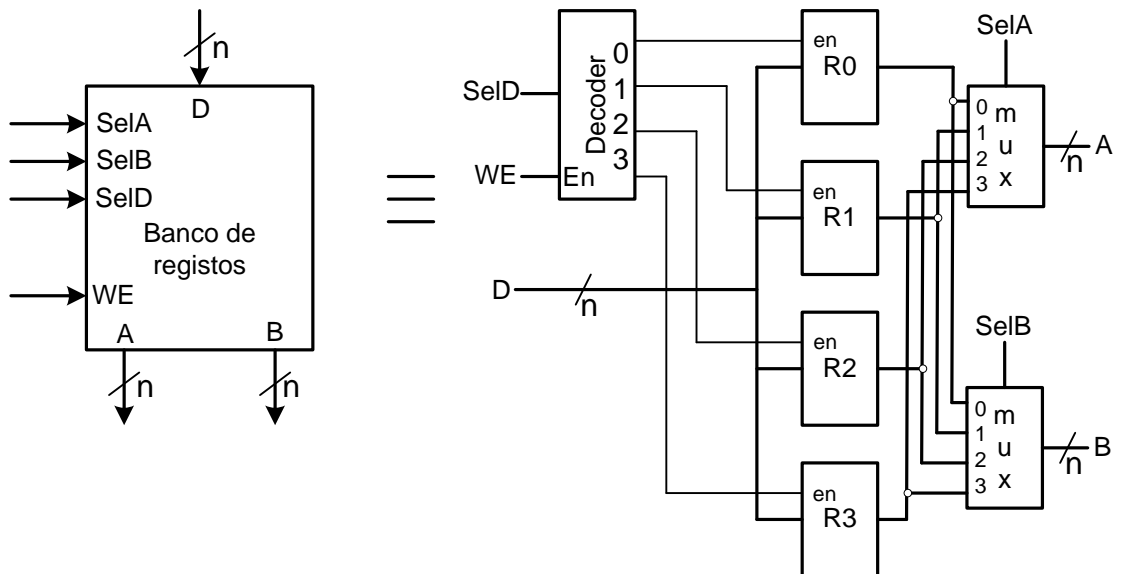 n
D
SelA
SelB
SelD
Banco de
registos
WE
A
B
n
n
SelD
WE
Decoder
En
0
1
2
3
D
n
en
R0
en
R1
en
R2
en
R3
SelA
0
1
2
3
m
u
x
n
A
SelB
0
1
2
3
m
u
x
n
B